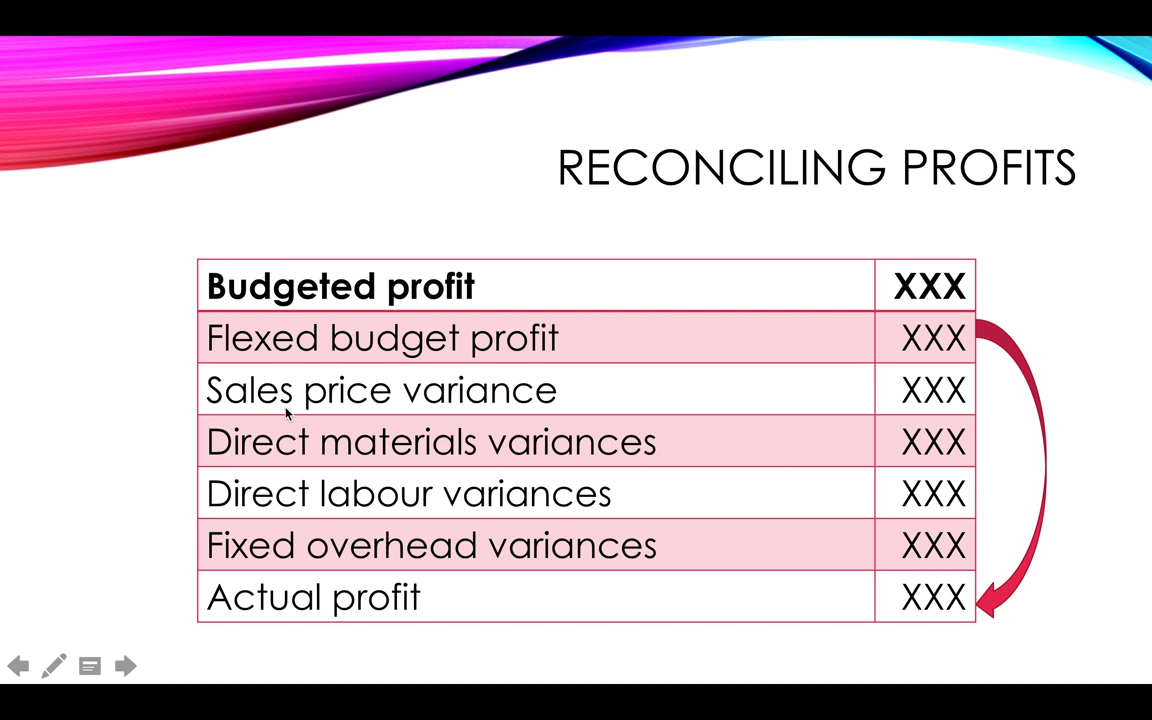 RECONCILING PROFITS
Budgeted profit XXX
Flexed budget profit XXX
Sales price variance XXX
Direct materials variances XXX
Direct labour variances XXX
Fixed overhead variances XXX
Actual profit XXX